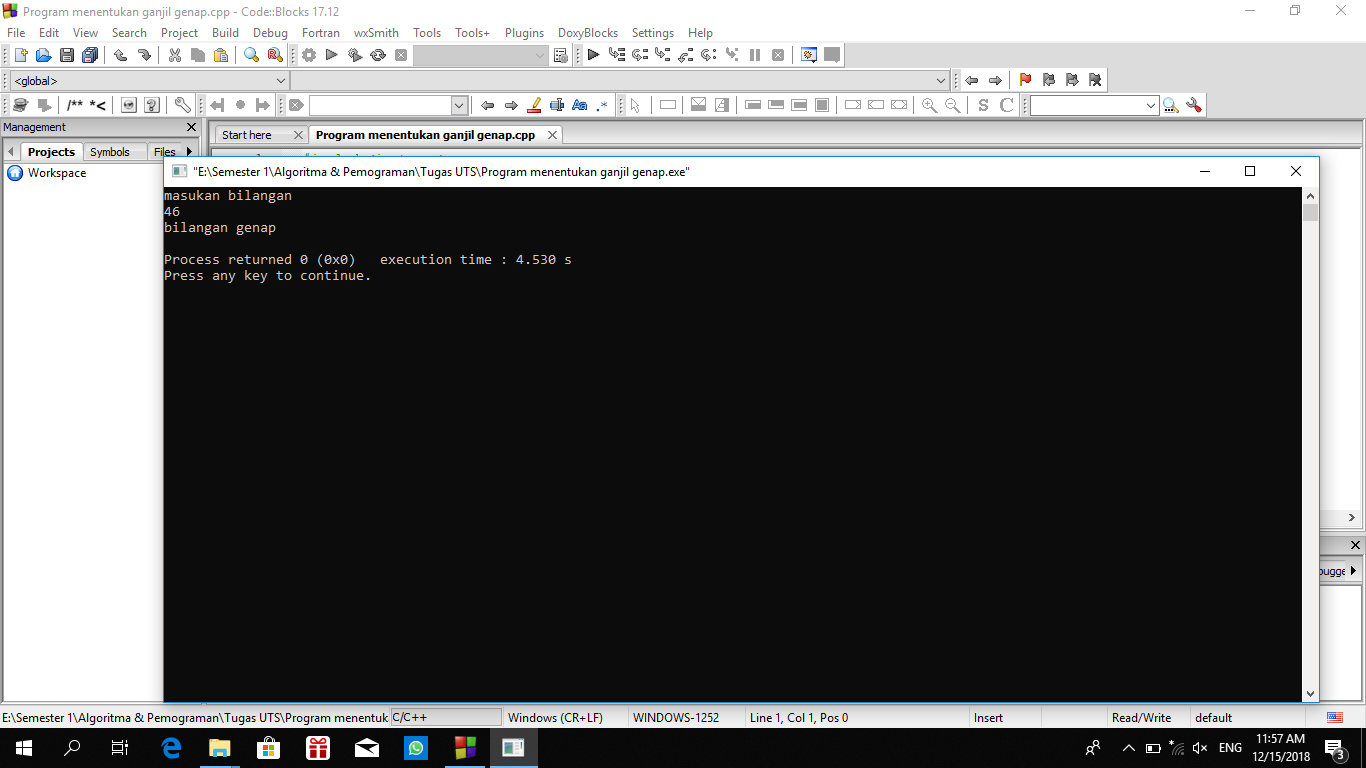 Program menentukan ganjil genap.cpp - Code::Blocks 17.12
File Edit View Search Project Build Debug Fortran wxSmith Tools Tools+ Plugins DoxyBlocks Settings Help
<global>
/** *<
Aa .*
S C
Management
Start here Program menentukan ganjil genap.cpp
Projects Symbols Files
Workspace
"E:\Semester 1\Algoritma & Pemograman\Tugas UTS\Program menentukan ganjil genap.exe"
masukan bilangan
46
bilangan genap
Process returned 0 (0x0) execution time : 4.530 s
Press any key to continue.
E:\Semester 1\Algoritma & Pemograman\Tugas UTS\Program menentuk C/C++ Windows (CR+LF) WINDOWS-1252 Line 1, Col 1, Pos 0 Insert Read/Write default
ENG
11:57 AM
12/15/2018
3